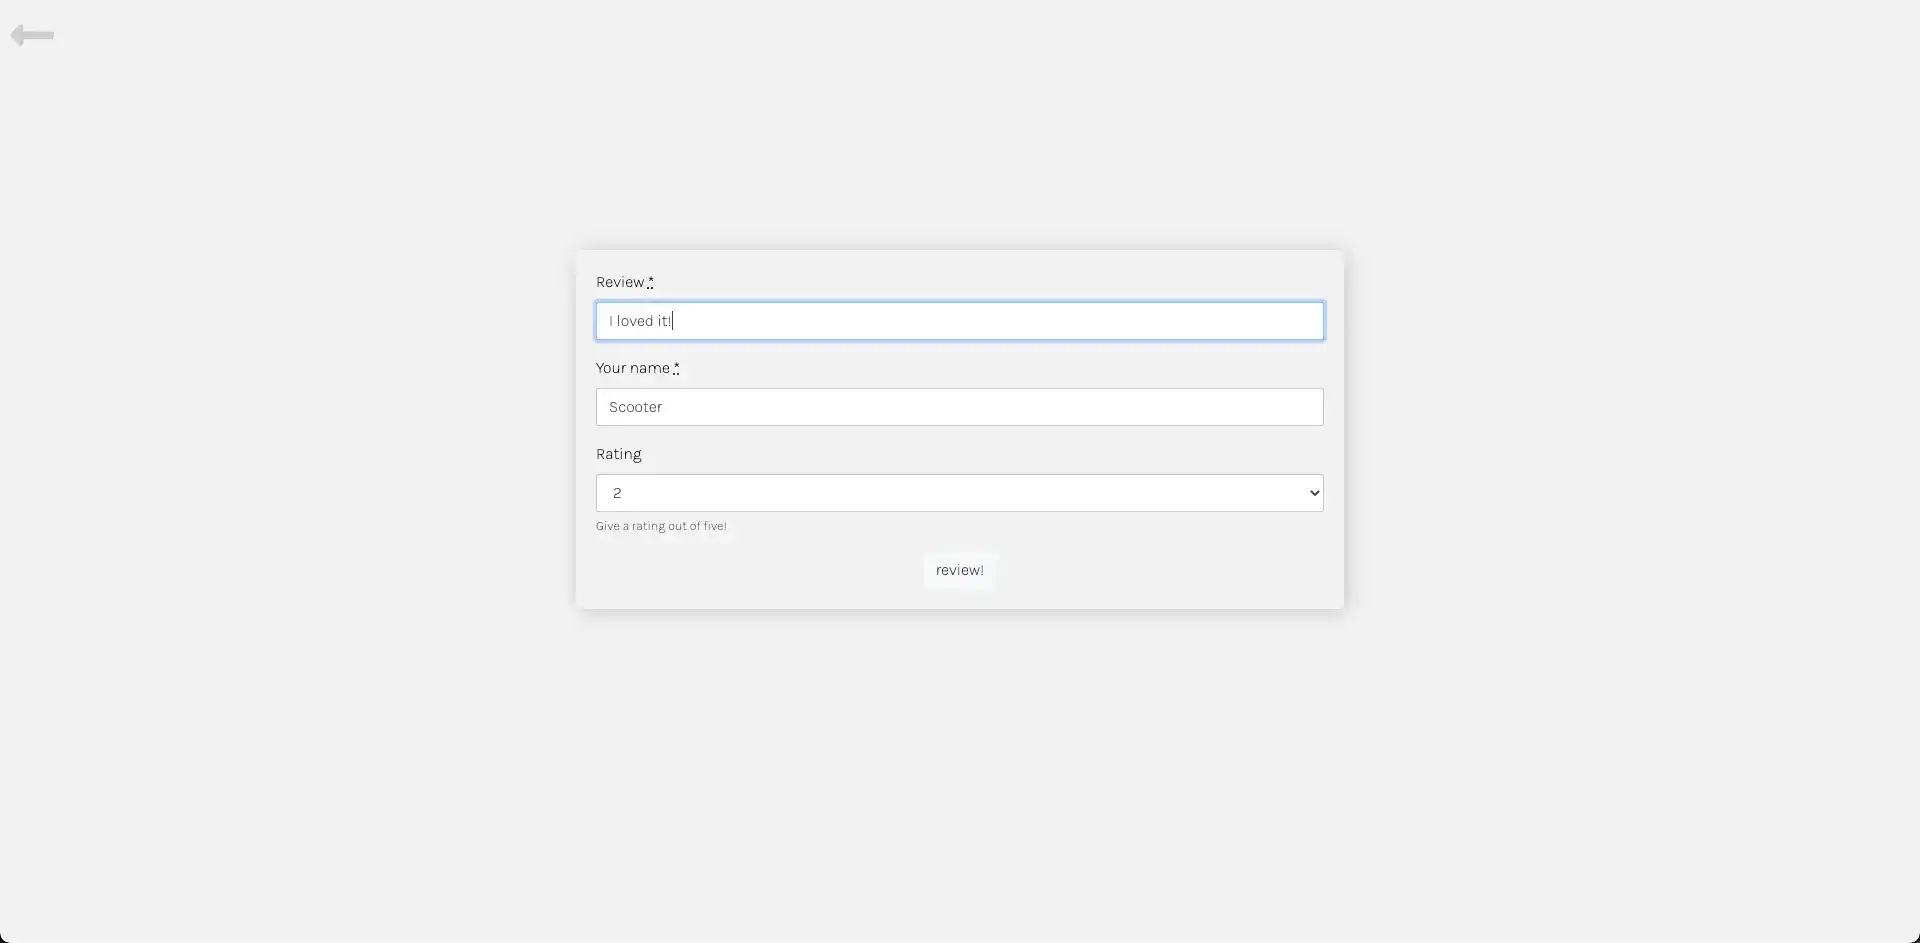 Review *
I loved it!
Your name *
Scooter
Rating
2
Give a rating out of five!
review!